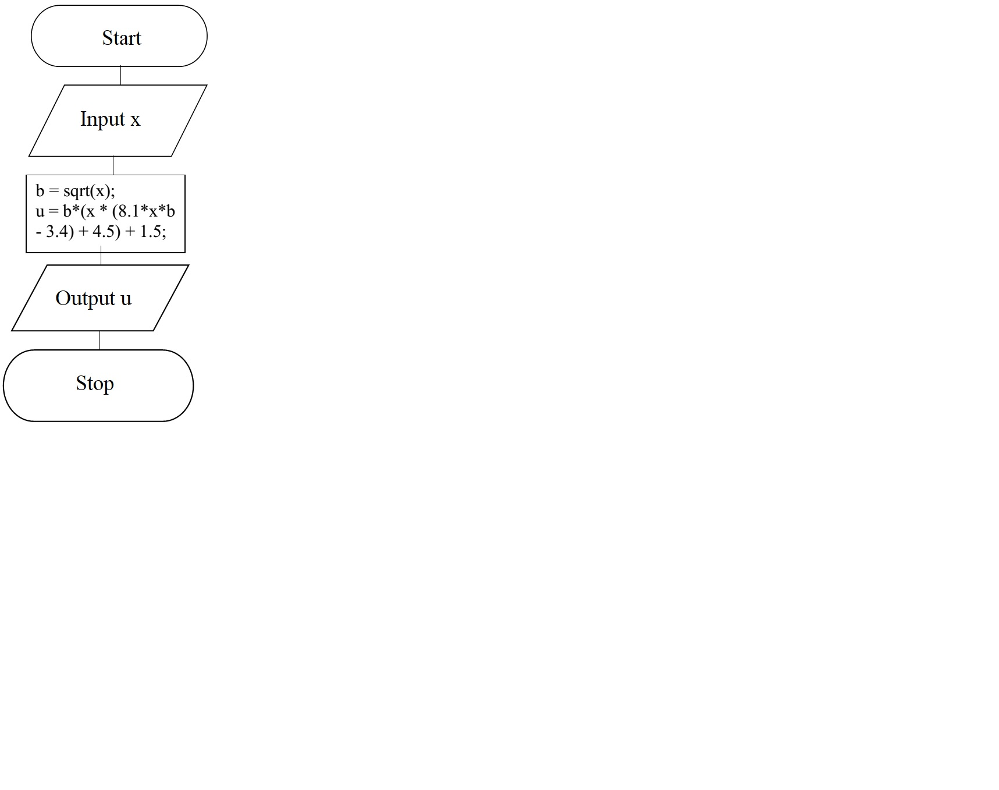 Start
Input x
b = sqrt(x);
u = b*(x * (8.1*x*b
- 3.4) + 4.5) + 1.5;
Output u
Stop